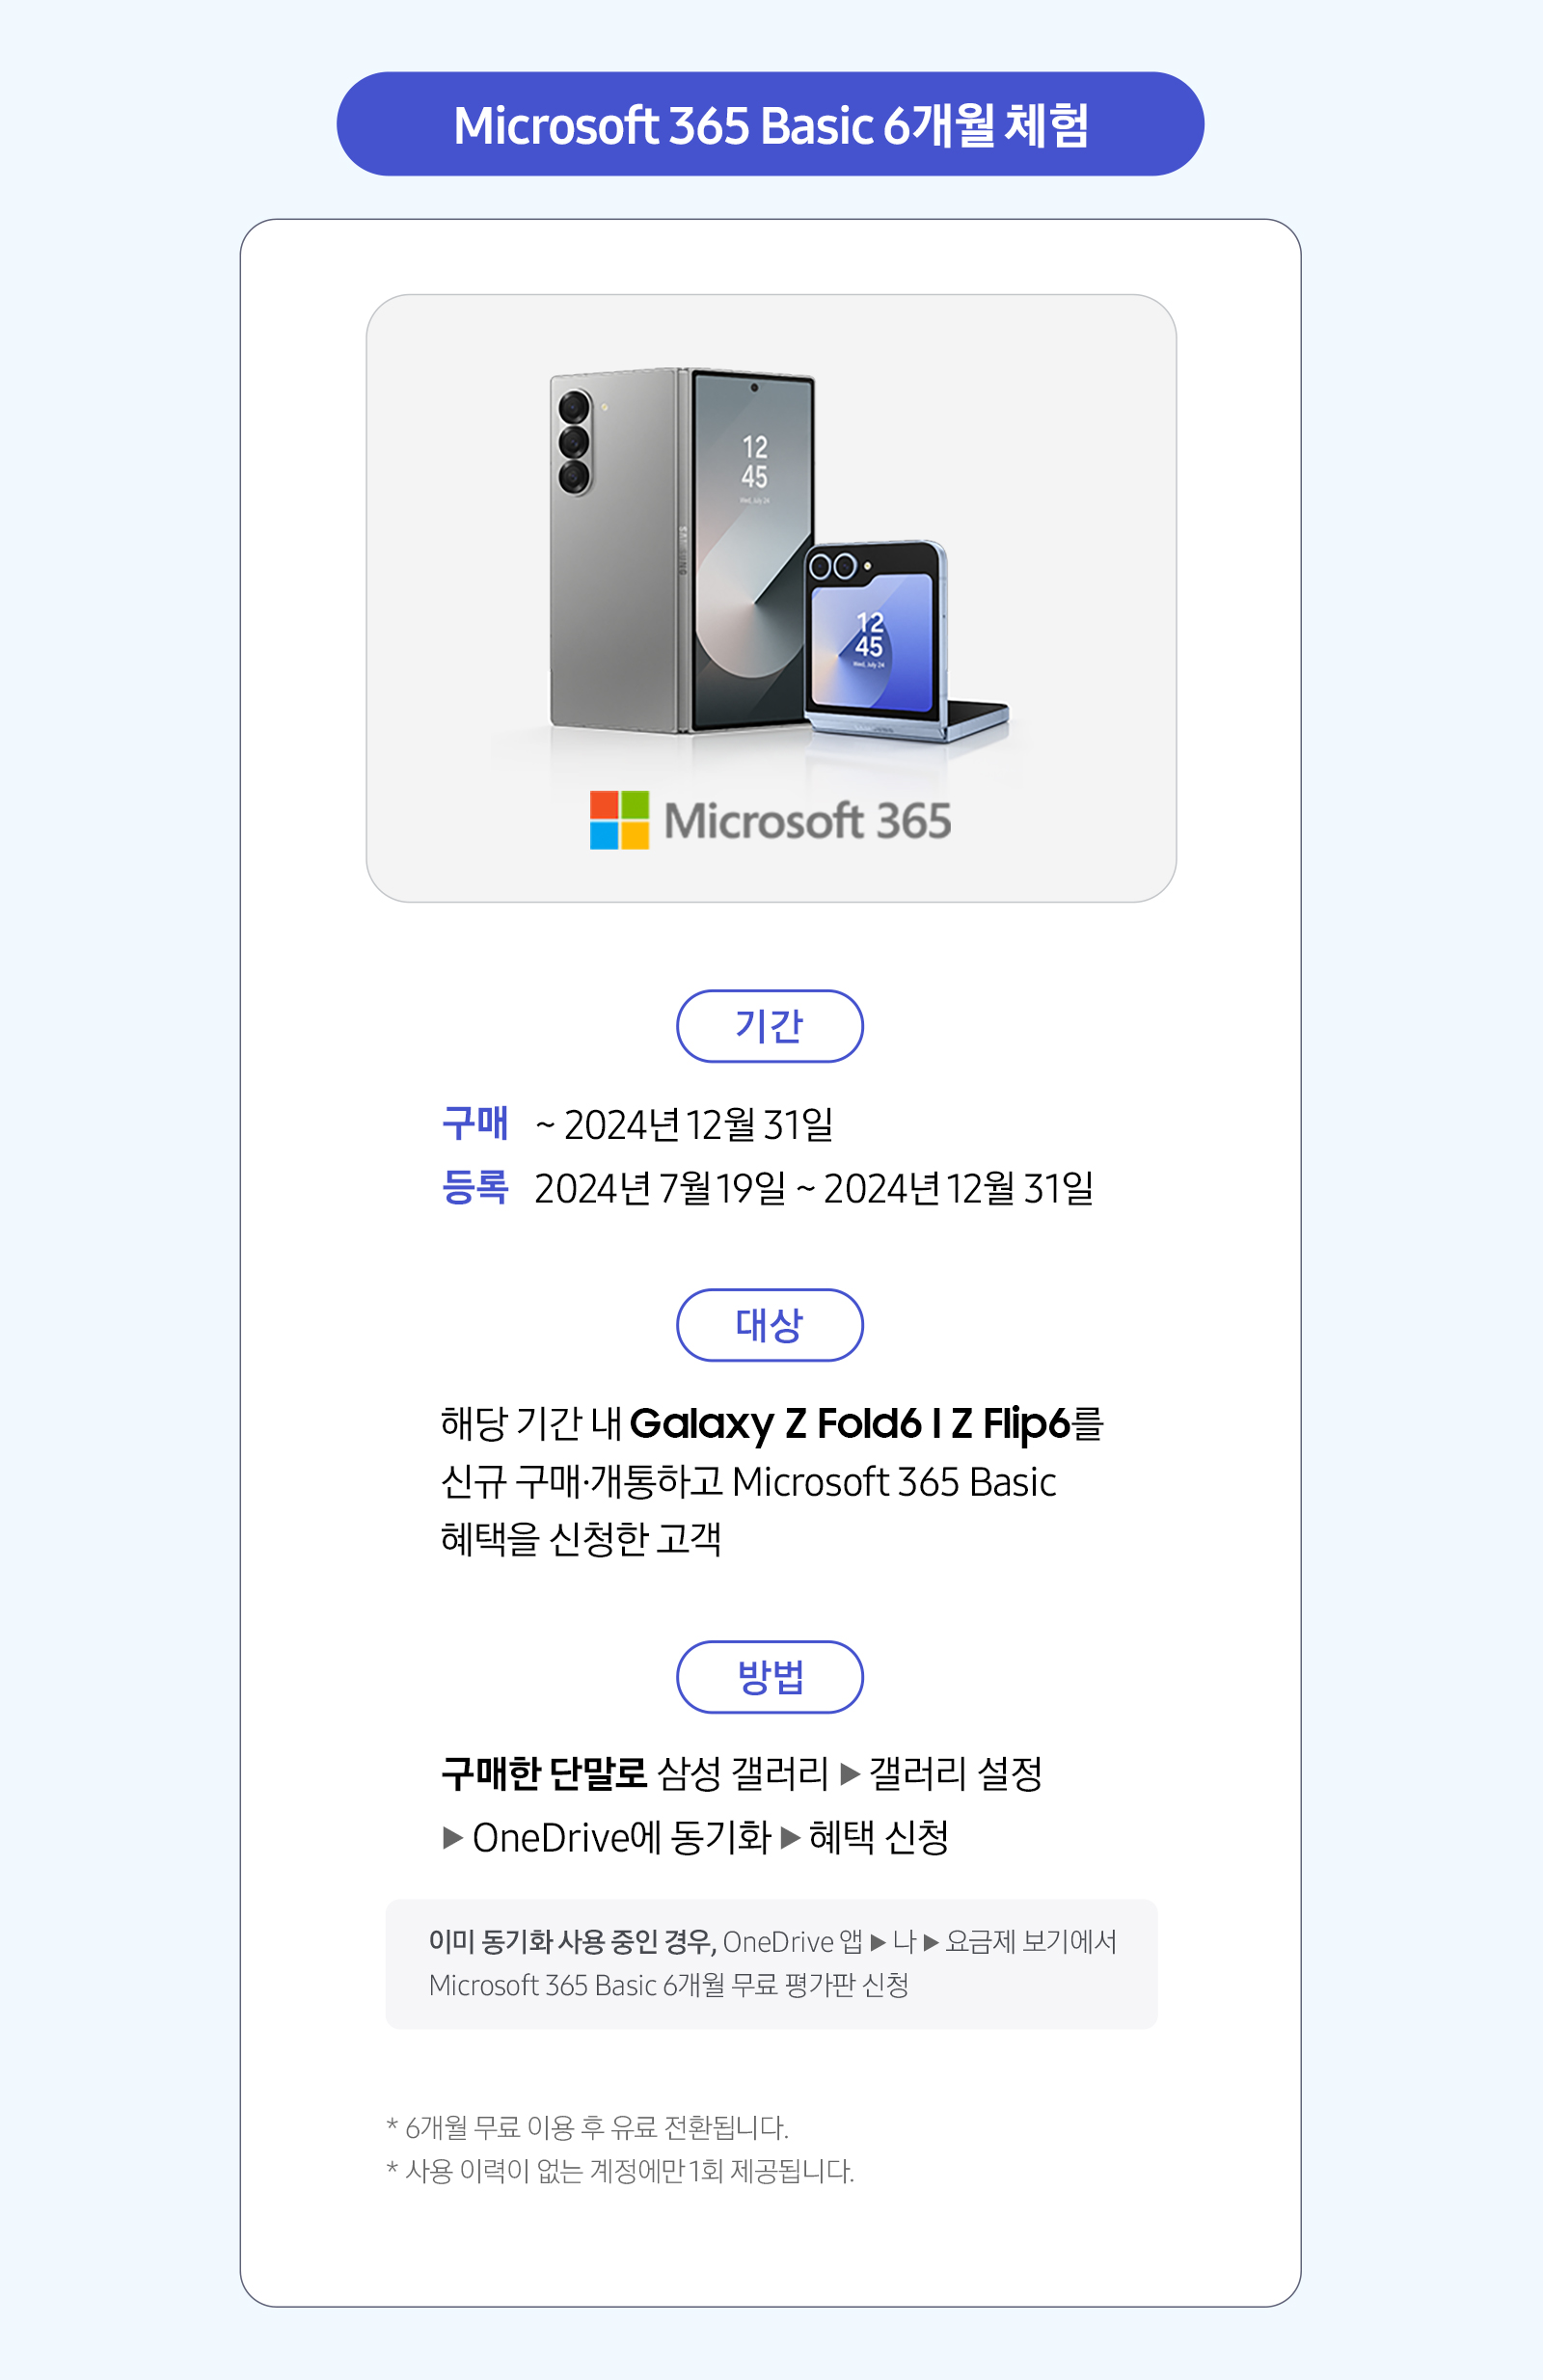 Microsoft 365 Basic 6개월 체험
12
45
Wed, July 24
SAMSUNG
12
45
Wed, July 24
Microsoft 365
기간
구매 ~ 2024년 12월 31일
등록 2024년 7월 19일 ~ 2024년 12월 31일
대상
해당 기간 내 Galaxy Z Fold6 I Z Flip6를
신규 구매·개통하고 Microsoft 365 Basic
혜택을 신청한 고객
방법
구매한 단말로 삼성 갤러리 ▶ 갤러리 설정
▶ OneDrive에 동기화 ▶ 혜택 신청
이미 동기화 사용 중인 경우, OneDrive 앱 ▶ 나 ▶ 요금제 보기에서
Microsoft 365 Basic 6개월 무료 평가판 신청
* 6개월 무료 이용 후 유료 전환됩니다.
* 사용 이력이 없는 계정에만 1회 제공됩니다.